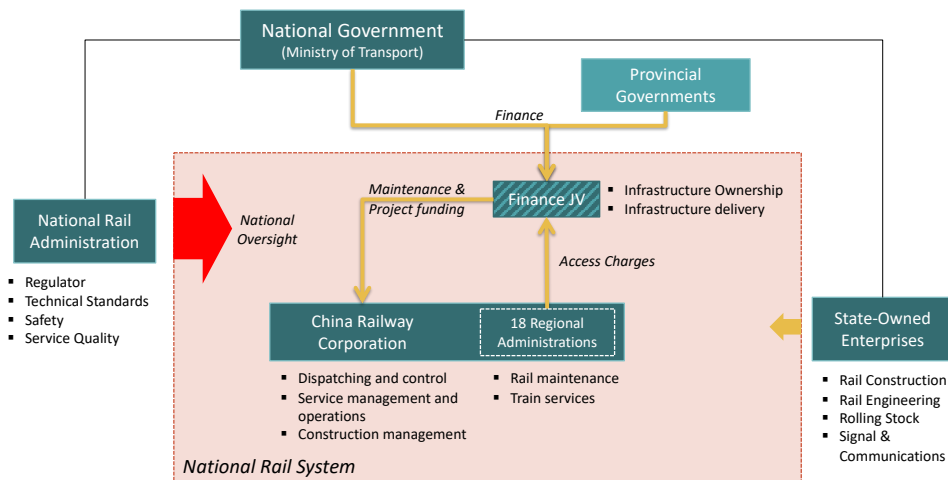 National Government
(Ministry of Transport)
Provincial
Governments
Finance
Maintenance &
Project funding
Finance JV
▪ Infrastructure Ownership
▪ Infrastructure delivery
National Rail
Administration
National
Oversight
▪ Regulator
▪ Technical Standards
▪ Safety
▪ Service Quality
Access Charges
China Railway
Corporation
18 Regional
Administrations
State-Owned
Enterprises
▪ Dispatching and control
▪ Service management and
operations
▪ Construction management
▪ Rail maintenance
▪ Train services
▪ Rail Construction
▪ Rail Engineering
▪ Rolling Stock
▪ Signal &
Communications
National Rail System